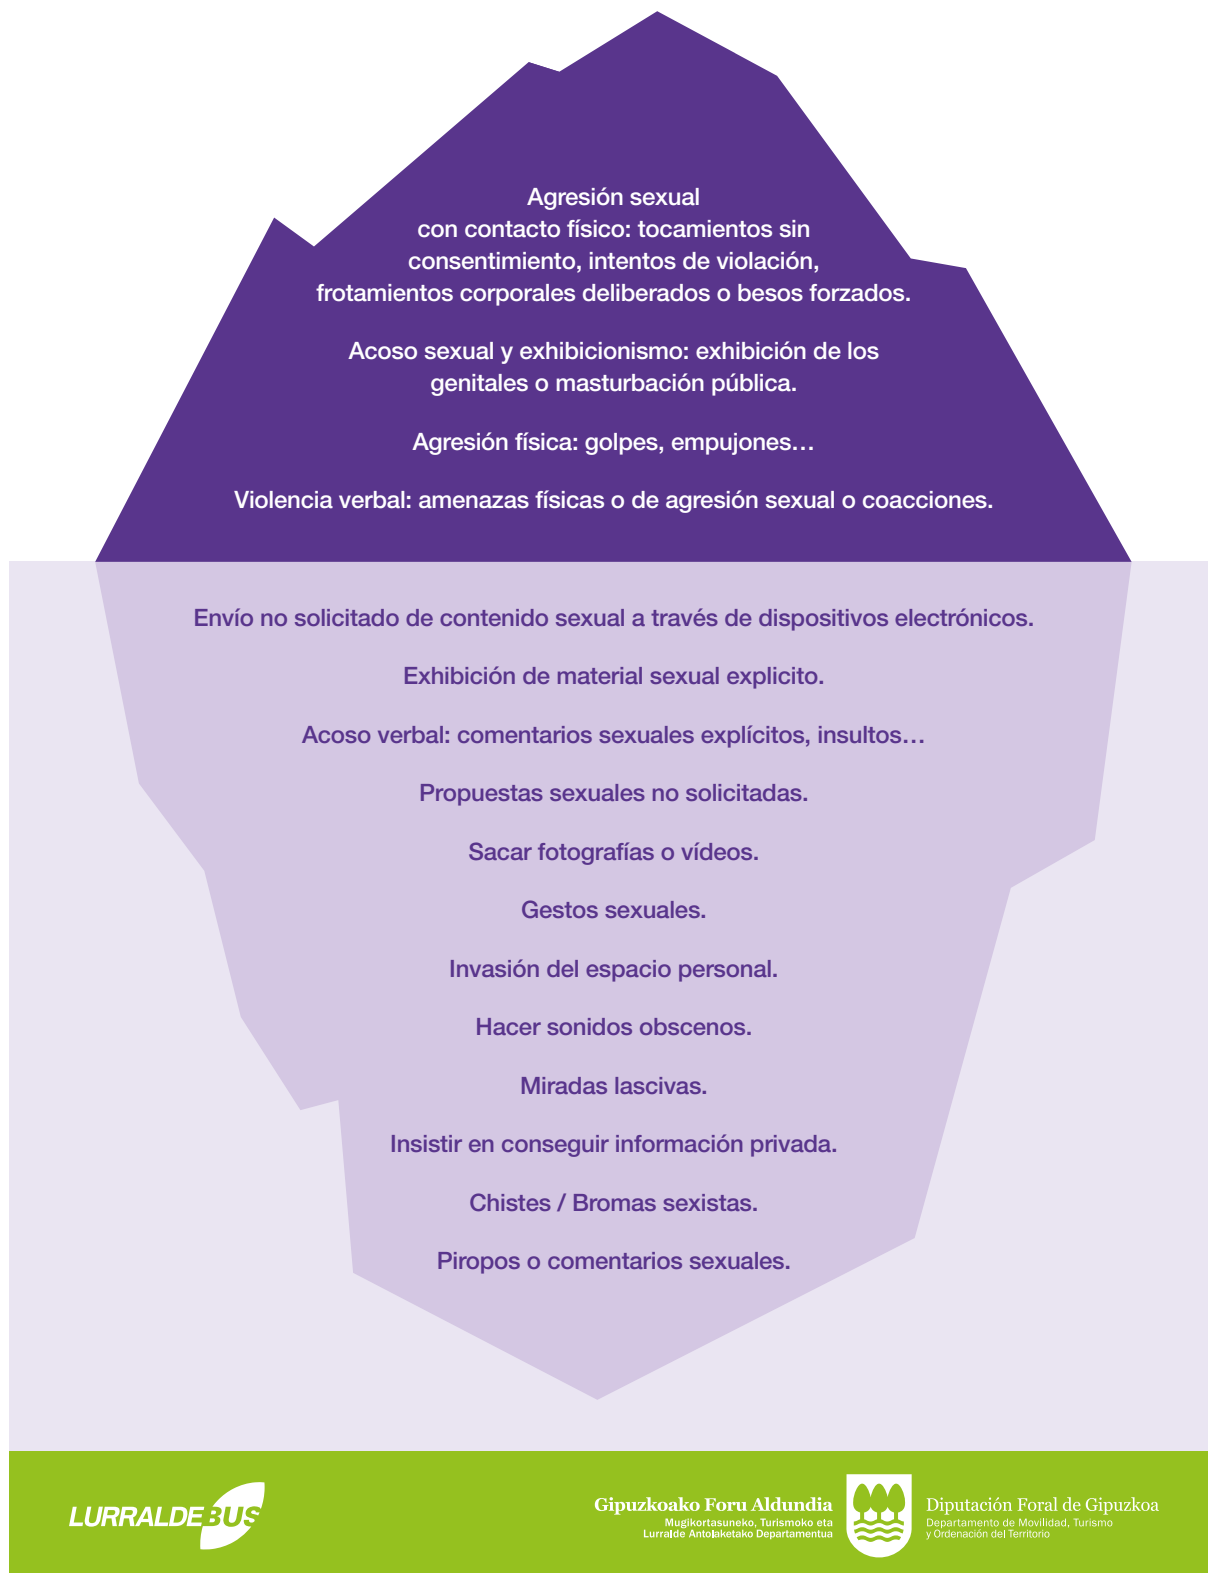 Agresión sexual
con contacto físico: tocamientos sin
consentimiento, intentos de violación,
frotamientos corporales deliberados o besos forzados.
Acoso sexual y exhibicionismo: exhibición de los
genitales o masturbación pública.
Agresión física: golpes, empujones…
Violencia verbal: amenazas físicas o de agresión sexual o coacciones.
Envío no solicitado de contenido sexual a través de dispositivos electrónicos.
Exhibición de material sexual explicito.
Acoso verbal: comentarios sexuales explícitos, insultos…
Propuestas sexuales no solicitadas.
Sacar fotografías o vídeos.
Gestos sexuales.
Invasión del espacio personal.
Hacer sonidos obscenos.
Miradas lascivas.
Insistir en conseguir información privada.
Chistes / Bromas sexistas.
Piropos o comentarios sexuales.
LURRALDEBUS
Gipuzkoako Foru Aldundia
Mugikortasuneko, Turismoko eta
Lurralde Antolaketako Departamentua
Diputación Foral de Gipuzkoa
Departamento de Movilidad, Turismo
y Ordenación del Territorio